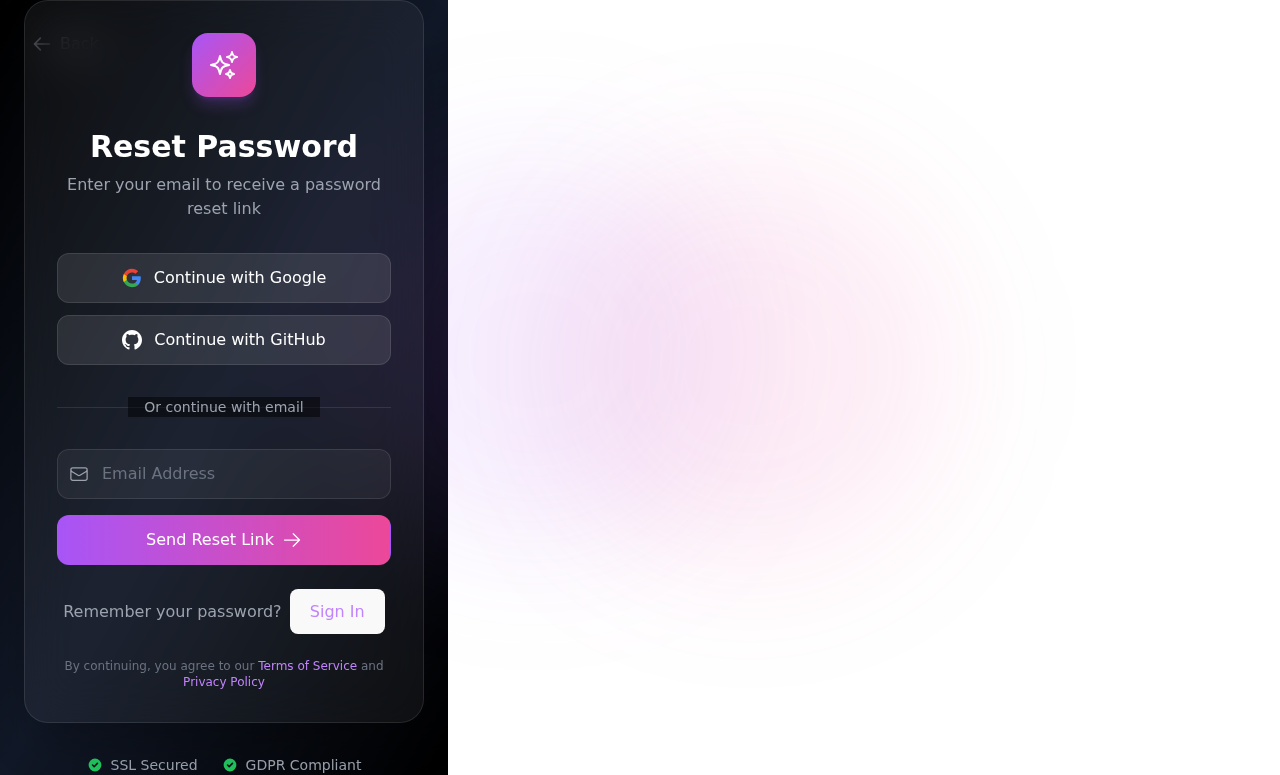 Back
Reset Password
Enter your email to receive a password
reset link
Continue with Google
Continue with GitHub
Or continue with email
Email Address
Send Reset Link
Remember your password? Sign In
By continuing, you agree to our Terms of Service and
Privacy Policy
SSL Secured GDPR Compliant